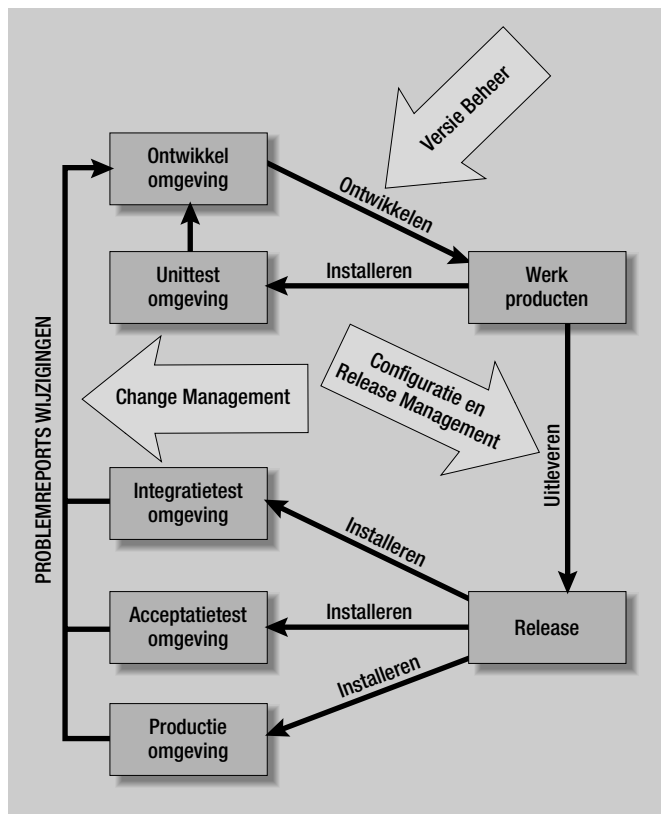 Versie Beheer
Ontwikkel
omgeving
Ontwikkelen
Unittest
omgeving
Installeren
Werk
producten
PROBLEMREPORTS WIJZIGINGEN
Change Management
Configuratie en
Release Management
Uitleveren
Integratietest
omgeving
Installeren
Acceptatietest
omgeving
Installeren
Release
Installeren
Productie
omgeving